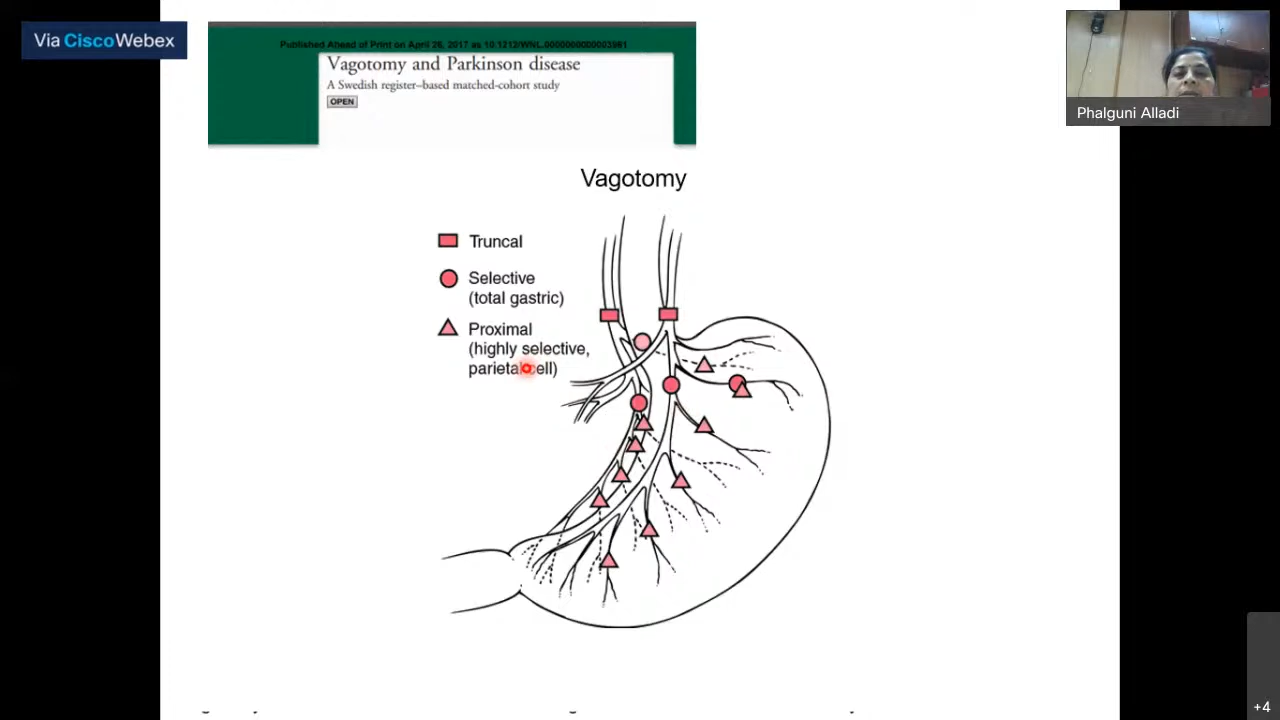 Via CiscoWebex
Published Ahead of Print on April 26, 2017 as 10.1212/WNL.0000000000003961
Vagotomy and Parkinson disease
A Swedish register–based matched-cohort study
OPEN
Phalguni Alladi
Vagotomy
Truncal
Selective
(total gastric)
Proximal
(highly selective,
parietal cell)
+4